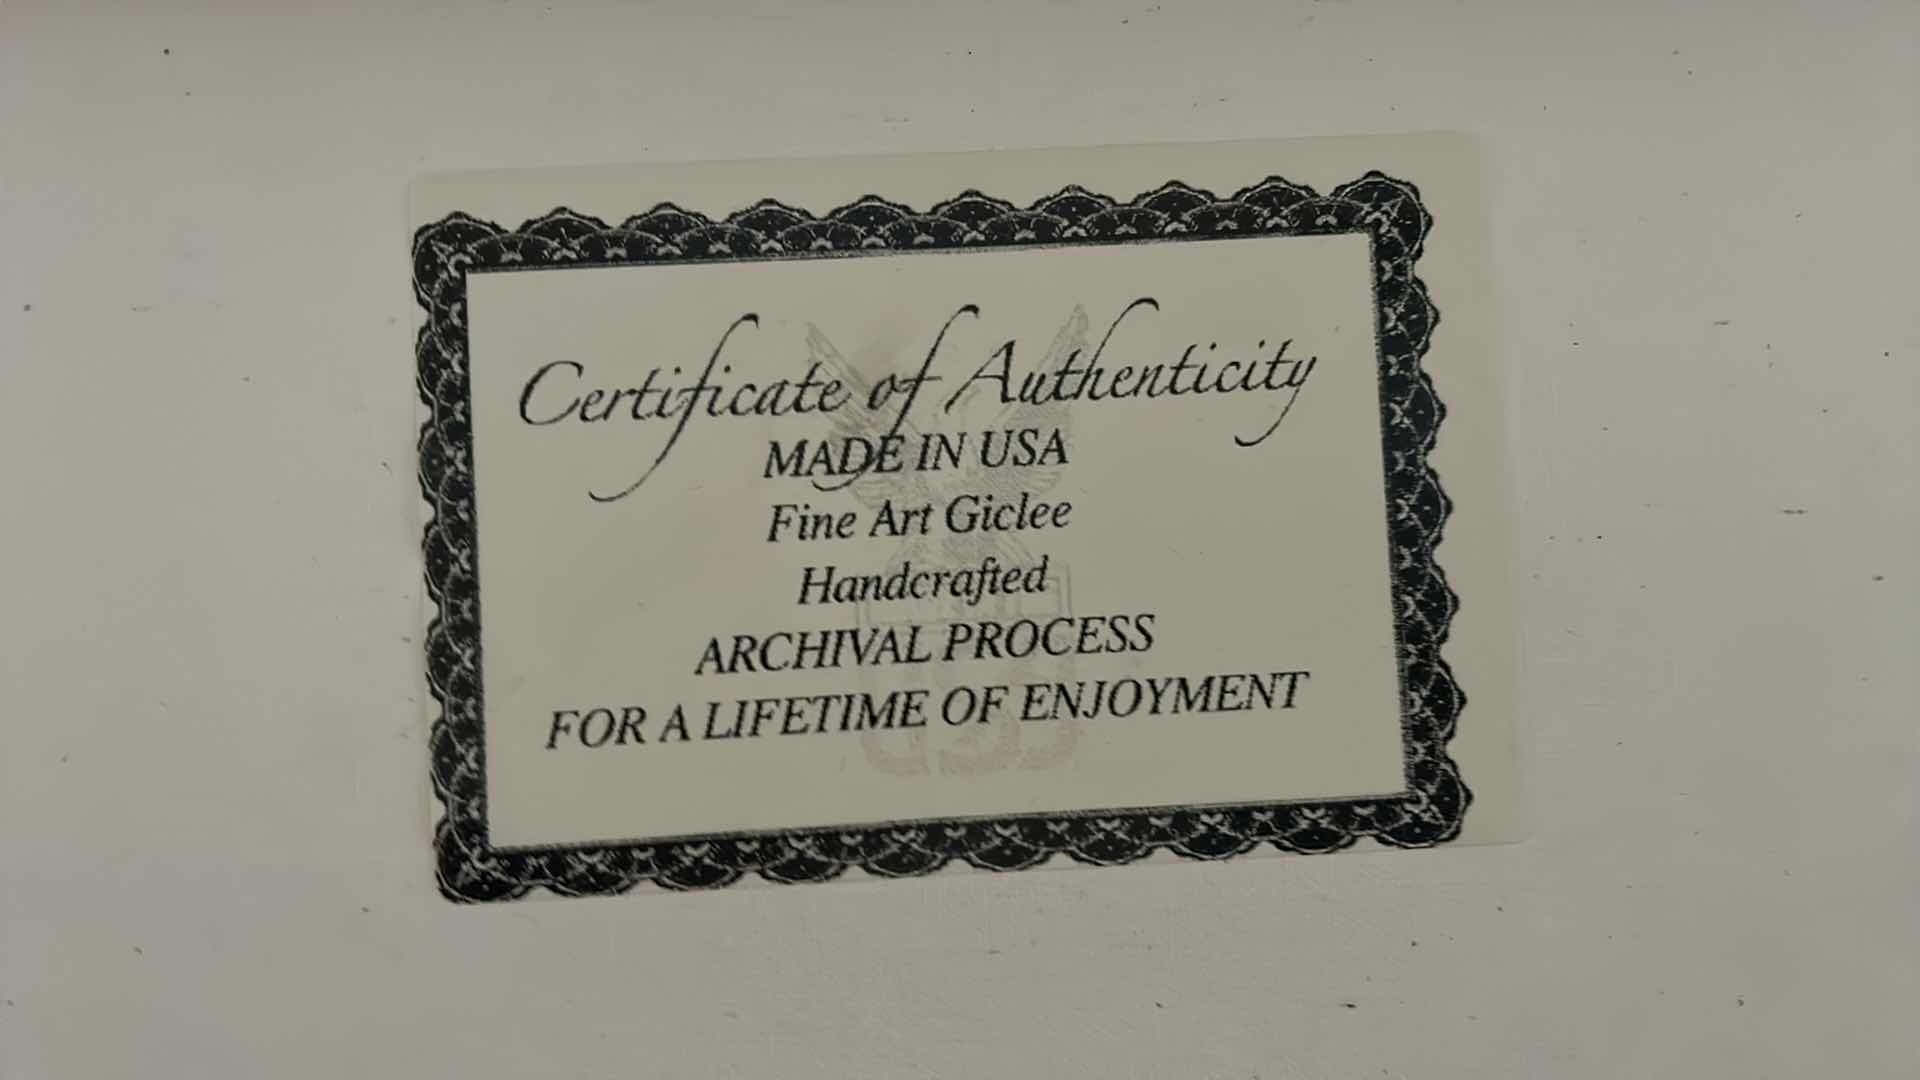 Certificate of Authenticity
MADE IN USA
Fine Art Giclee
Handcrafted
ARCHIVAL PROCESS
FOR A LIFETIME OF ENJOYMENT